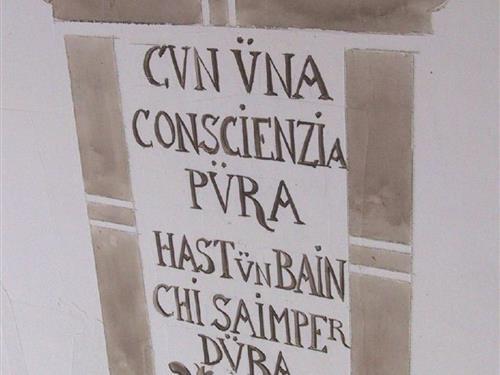 CVN ÜNA
CONSCIENZIA
PÜRA
HAST ÜN BAIN
CHI SAIMPER
DÜRA